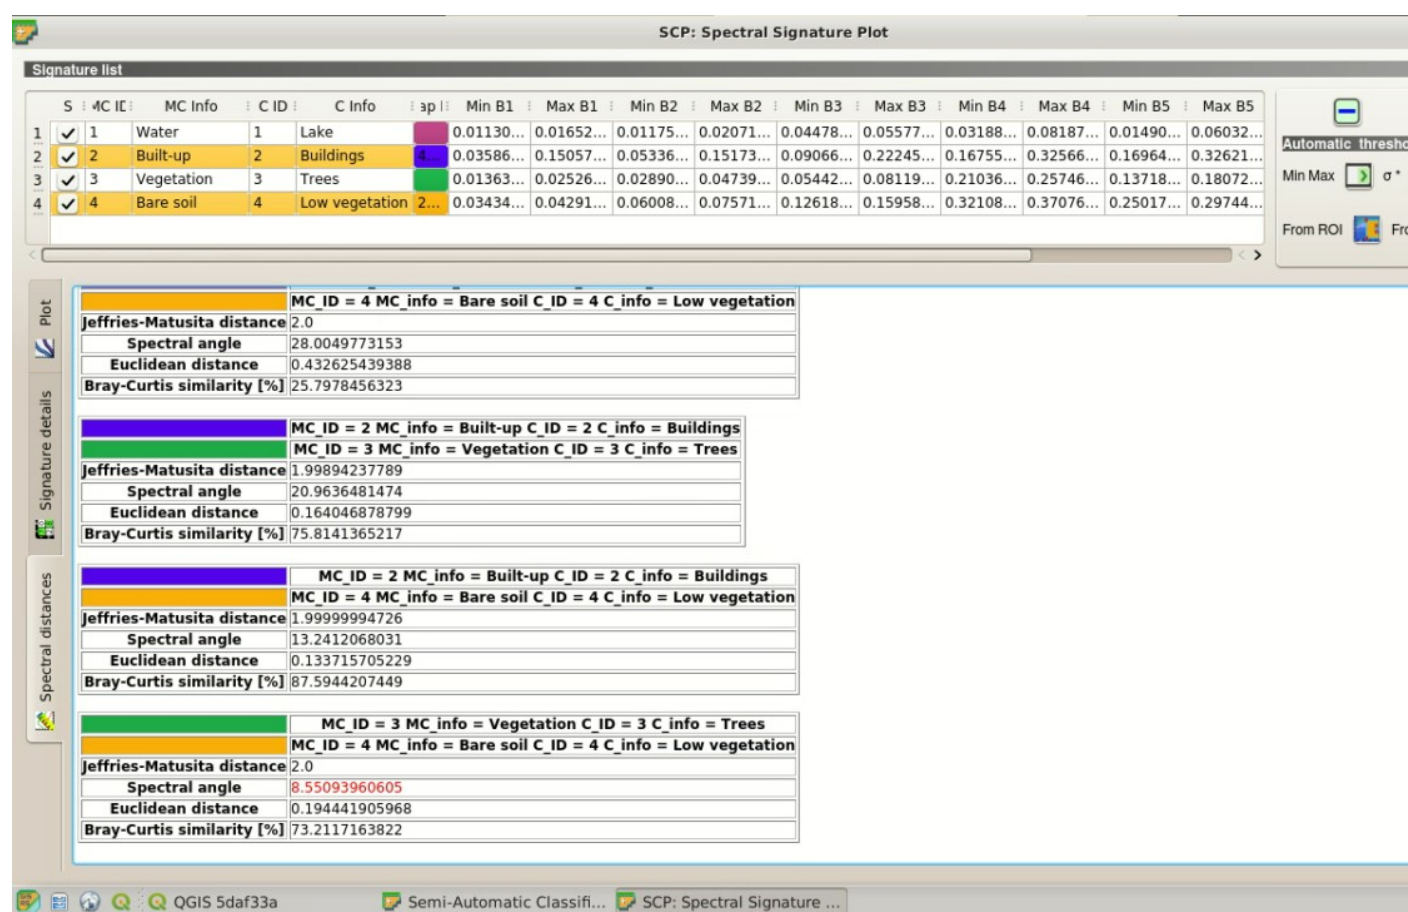 SCP: Spectral Signature Plot
Signature list
S MC ID MC Info C ID C Info ap I Min B1 Max B1 Min B2 Max B2 Min B3 Max B3 Min B4 Max B4 Min B5 Max B5
1 1 Water 1 Lake 0.01130... 0.01652... 0.01175... 0.02071... 0.04478... 0.05577... 0.03188... 0.08187... 0.01490... 0.06032...
2 2 Built-up 2 Buildings 4... 0.03586... 0.15057... 0.05336... 0.15173... 0.09066... 0.22245... 0.16755... 0.32566... 0.16964... 0.32621...
3 3 Vegetation 3 Trees 0.01363... 0.02526... 0.02890... 0.04739... 0.05442... 0.08119... 0.21036... 0.25746... 0.13718... 0.18072...
4 4 Bare soil 4 Low vegetation 2... 0.03434... 0.04291... 0.06008... 0.07571... 0.12618... 0.15958... 0.32108... 0.37076... 0.25017... 0.29744...
Automatic thresho
Min Max σ *
From ROI Fro
Plot
Signature details
Spectral distances
MC_ID = 4 MC_info = Bare soil C_ID = 4 C_info = Low vegetation
Jeffries-Matusita distance 2.0
Spectral angle 28.0049773153
Euclidean distance 0.432625439388
Bray-Curtis similarity [%] 25.7978456323
MC_ID = 2 MC_info = Built-up C_ID = 2 C_info = Buildings
MC_ID = 3 MC_info = Vegetation C_ID = 3 C_info = Trees
Jeffries-Matusita distance 1.99894237789
Spectral angle 20.9636481474
Euclidean distance 0.164046878799
Bray-Curtis similarity [%] 75.8141365217
MC_ID = 2 MC_info = Built-up C_ID = 2 C_info = Buildings
MC_ID = 4 MC_info = Bare soil C_ID = 4 C_info = Low vegetation
Jeffries-Matusita distance 1.99999994726
Spectral angle 13.2412068031
Euclidean distance 0.133715705229
Bray-Curtis similarity [%] 87.5944207449
MC_ID = 3 MC_info = Vegetation C_ID = 3 C_info = Trees
MC_ID = 4 MC_info = Bare soil C_ID = 4 C_info = Low vegetation
Jeffries-Matusita distance 2.0
Spectral angle 8.55093960605
Euclidean distance 0.194441905968
Bray-Curtis similarity [%] 73.2117163822
QGIS 5daf33a Semi-Automatic Classifi... SCP: Spectral Signature ...